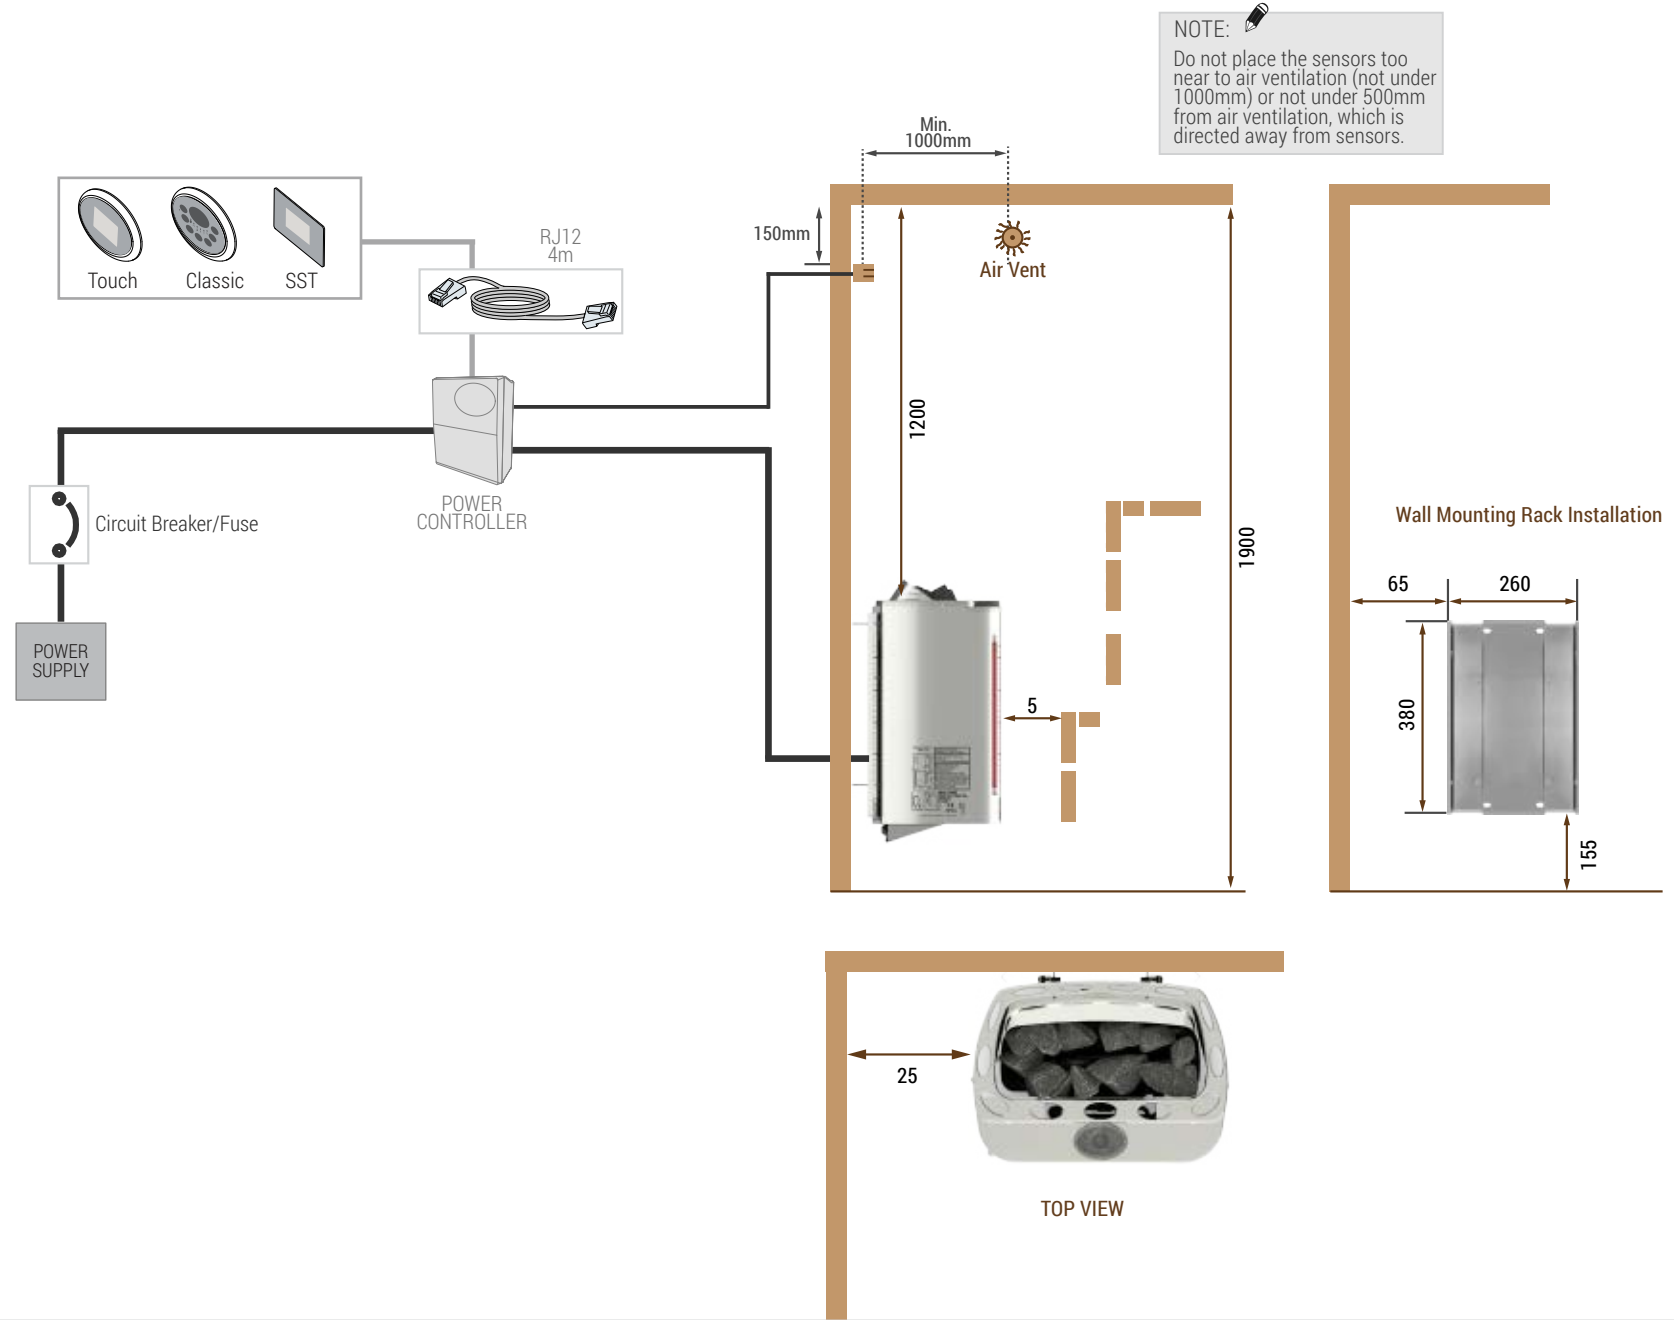 NOTE:
Do not place the sensors too
near to air ventilation (not under
1000mm) or not under 500mm
from air ventilation, which is
directed away from sensors.
Min.
1000mm
150mm
Air Vent
Touch
Classic
SST
RJ12
4m
POWER
CONTROLLER
Circuit Breaker/Fuse
POWER
SUPPLY
1200
1900
5
Wall Mounting Rack Installation
65
260
380
155
25
TOP VIEW